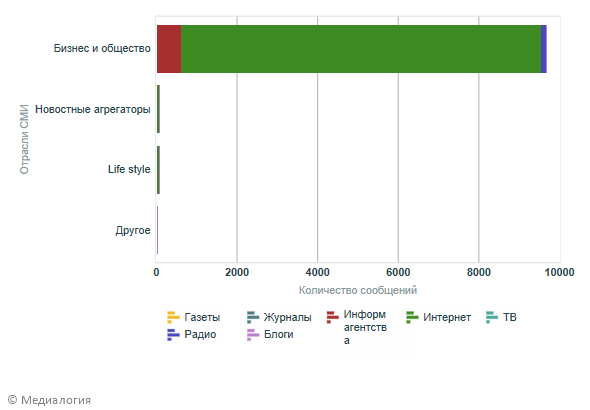 Бизнес и общество
Новостные агрегаторы
Life style
Другое
Отрасли СМИ
0 2000 4000 6000 8000 10000
Количество сообщений
Газеты Журналы Информ Интернет ТВ
агентств
а
Радио Блоги
© Медиалогия